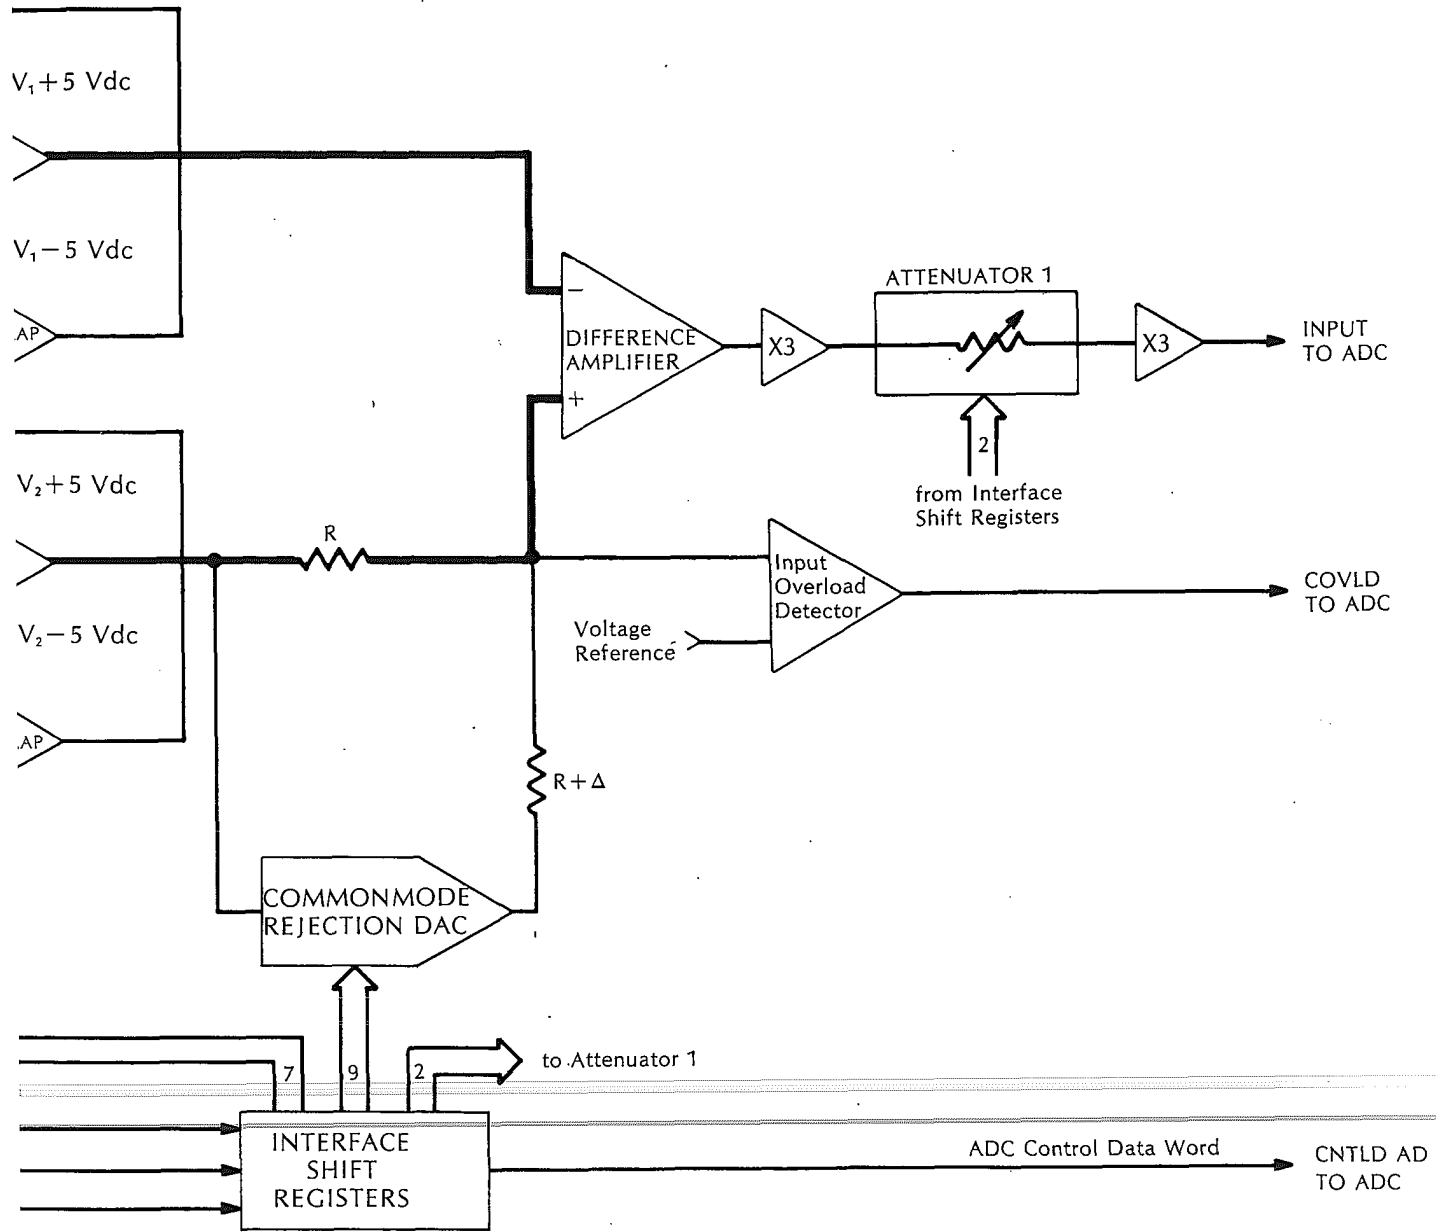 V₁+5 Vdc
V₁−5 Vdc
AP
−
DIFFERENCE
AMPLIFIER
+
X3
ATTENUATOR 1
X3
INPUT
TO ADC
2
from Interface
Shift Registers
V₂+5 Vdc
R
V₂−5 Vdc
AP
Input
Overload
Detector
Voltage
Reference
COVLD
TO ADC
R+Δ
COMMONMODE
REJECTION DAC
7
9
2
to Attenuator 1
INTERFACE
SHIFT
REGISTERS
ADC Control Data Word
CNTLD AD
TO ADC